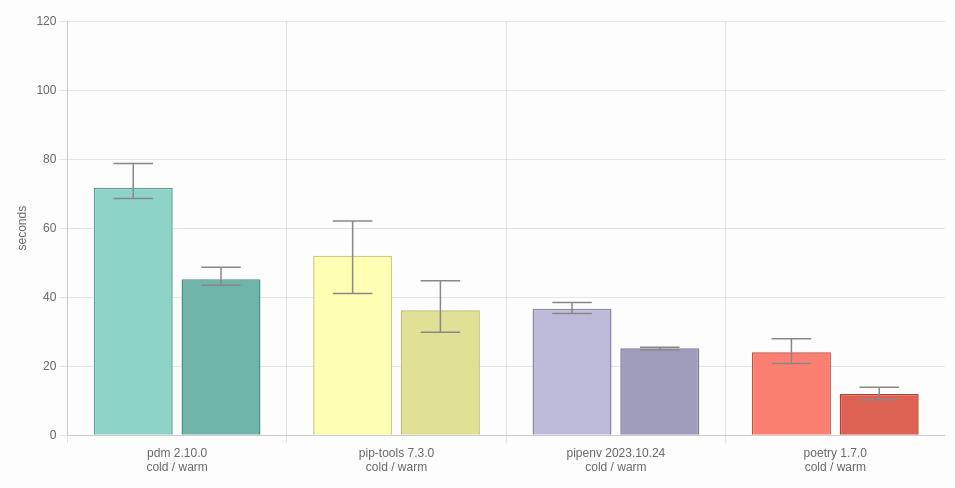 120
100
80
60
40
20
0
seconds
pdm 2.10.0
cold / warm
pip-tools 7.3.0
cold / warm
pipenv 2023.10.24
cold / warm
poetry 1.7.0
cold / warm